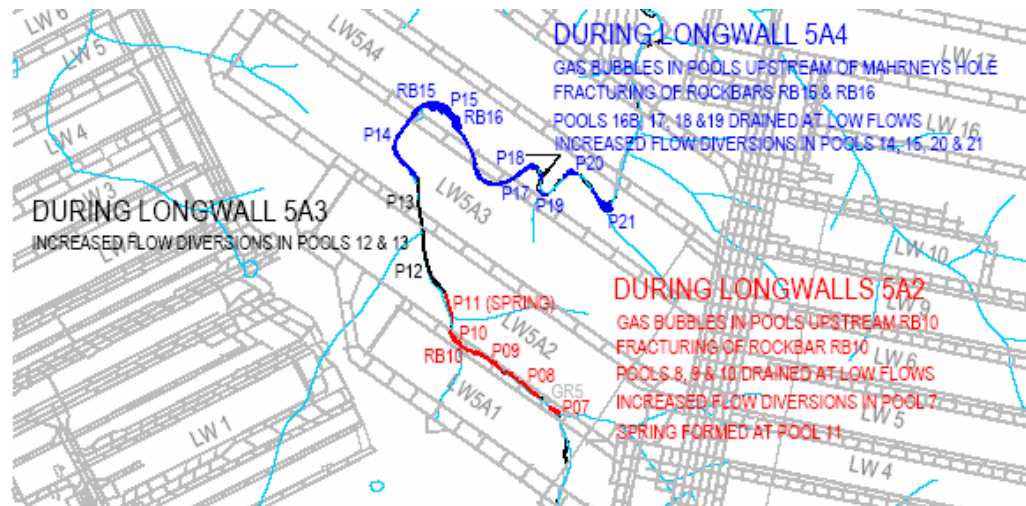 LW 6
LW 5
LW5A4
DURING LONGWALL 5A4
GAS BUBBLES IN POOLS UPSTREAM OF MAHRNEYS HOLE
FRACTURING OF ROCKBARS RB15 & RB16
POOLS 16B, 17, 18 &19 DRAINED AT LOW FLOWS
INCREASED FLOW DIVERSIONS IN POOLS 14, 15, 20 & 21
LW 17
LW 16
RB15
P15
RB16
P14
LW 4
P18
P20
P17
P19
P21
LW 3
P13
LW5A3
DURING LONGWALL 5A3
INCREASED FLOW DIVERSIONS IN POOLS 12 & 13
P12
LW 10
P11 (SPRING)
DURING LONGWALLS 5A2
GAS BUBBLES IN POOLS UPSTREAM RB10
FRACTURING OF ROCKBAR RB10
POOLS 8, 9 & 10 DRAINED AT LOW FLOWS
INCREASED FLOW DIVERSIONS IN POOL 7
SPRING FORMED AT POOL 11
LW 9
P10
LW5A2
RB10
P09
P08
LW 6
GR5
P07
LW5A1
LW 5
LW 1
LW 4